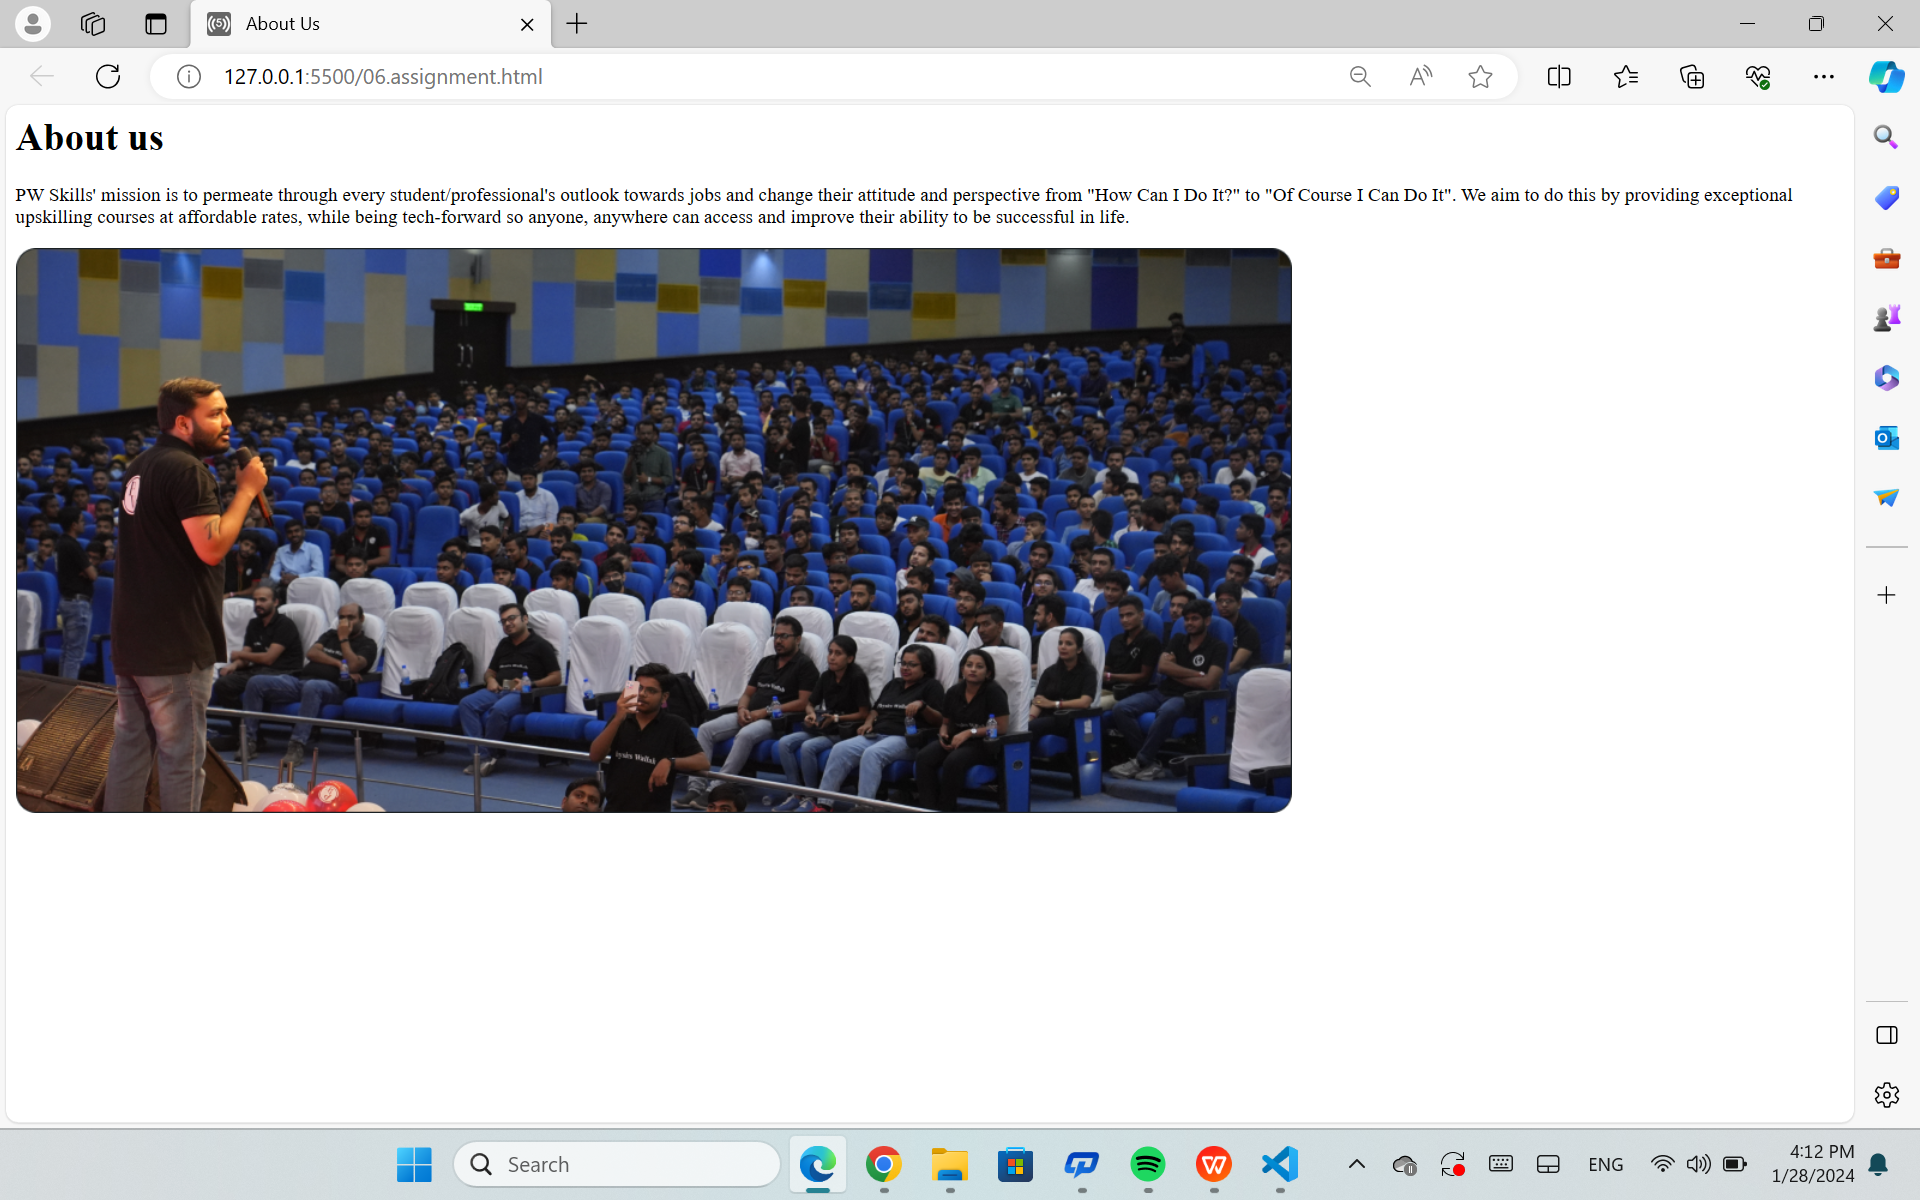 About Us
127.0.0.1:5500/06.assignment.html
About us
PW Skills' mission is to permeate through every student/professional's outlook towards jobs and change their attitude and perspective from "How Can I Do It?" to "Of Course I Can Do It". We aim to do this by providing exceptional
upskilling courses at affordable rates, while being tech-forward so anyone, anywhere can access and improve their ability to be successful in life.
Search
ENG
4:12 PM
1/28/2024